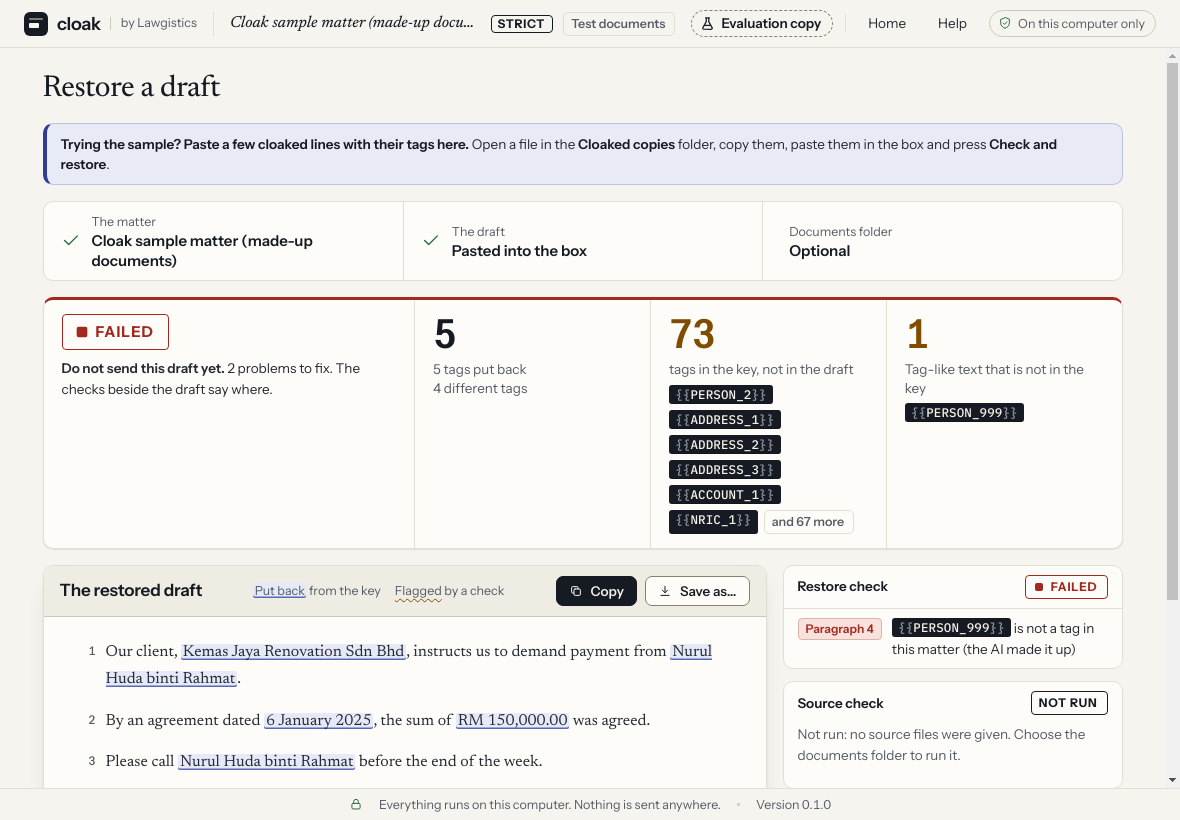 cloak by Lawgistics Cloak sample matter (made-up docu... STRICT Test documents Evaluation copy Home Help On this computer only
Restore a draft
Trying the sample? Paste a few cloaked lines with their tags here. Open a file in the Cloaked copies folder, copy them, paste them in the box and press Check and
restore.
The matter
Cloak sample matter (made-up
documents)
The draft
Pasted into the box
Documents folder
Optional
FAILED
Do not send this draft yet. 2 problems to fix. The
checks beside the draft say where.
5
5 tags put back
4 different tags
73
tags in the key, not in the draft
{{PERSON_2}}
{{ADDRESS_1}}
{{ADDRESS_2}}
{{ADDRESS_3}}
{{ACCOUNT_1}}
{{NRIC_1}} and 67 more
1
Tag-like text that is not in the
key
{{PERSON_999}}
The restored draft Put back from the key Flagged by a check Copy Save as...
1 Our client, Kemas Jaya Renovation Sdn Bhd, instructs us to demand payment from Nurul
Huda binti Rahmat.
2 By an agreement dated 6 January 2025, the sum of RM 150,000.00 was agreed.
3 Please call Nurul Huda binti Rahmat before the end of the week.
Restore check FAILED
Paragraph 4 {{PERSON_999}} is not a tag in
this matter (the AI made it up)
Source check NOT RUN
Not run: no source files were given. Choose the
documents folder to run it.
Everything runs on this computer. Nothing is sent anywhere. • Version 0.1.0